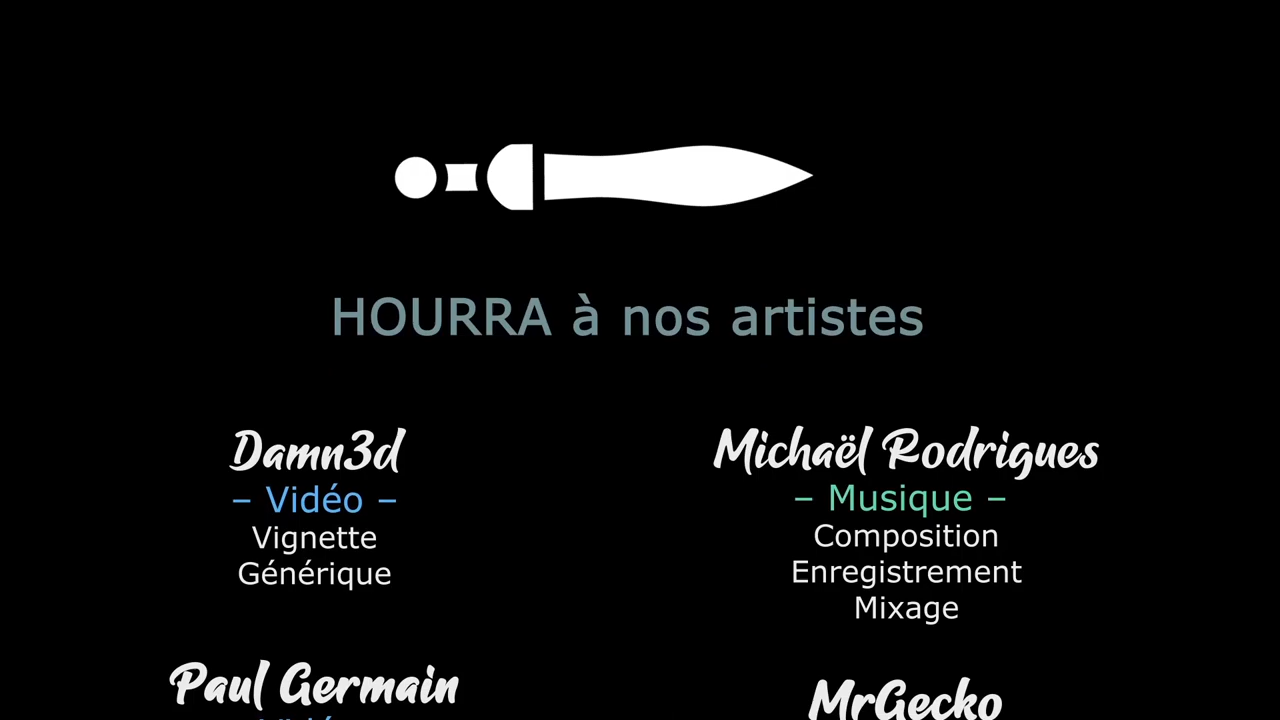 HOURRA à nos artistes
Damn3d
– Vidéo –
Vignette
Générique
Michaël Rodrigues
– Musique –
Composition
Enregistrement
Mixage
Paul Germain
MrGecko